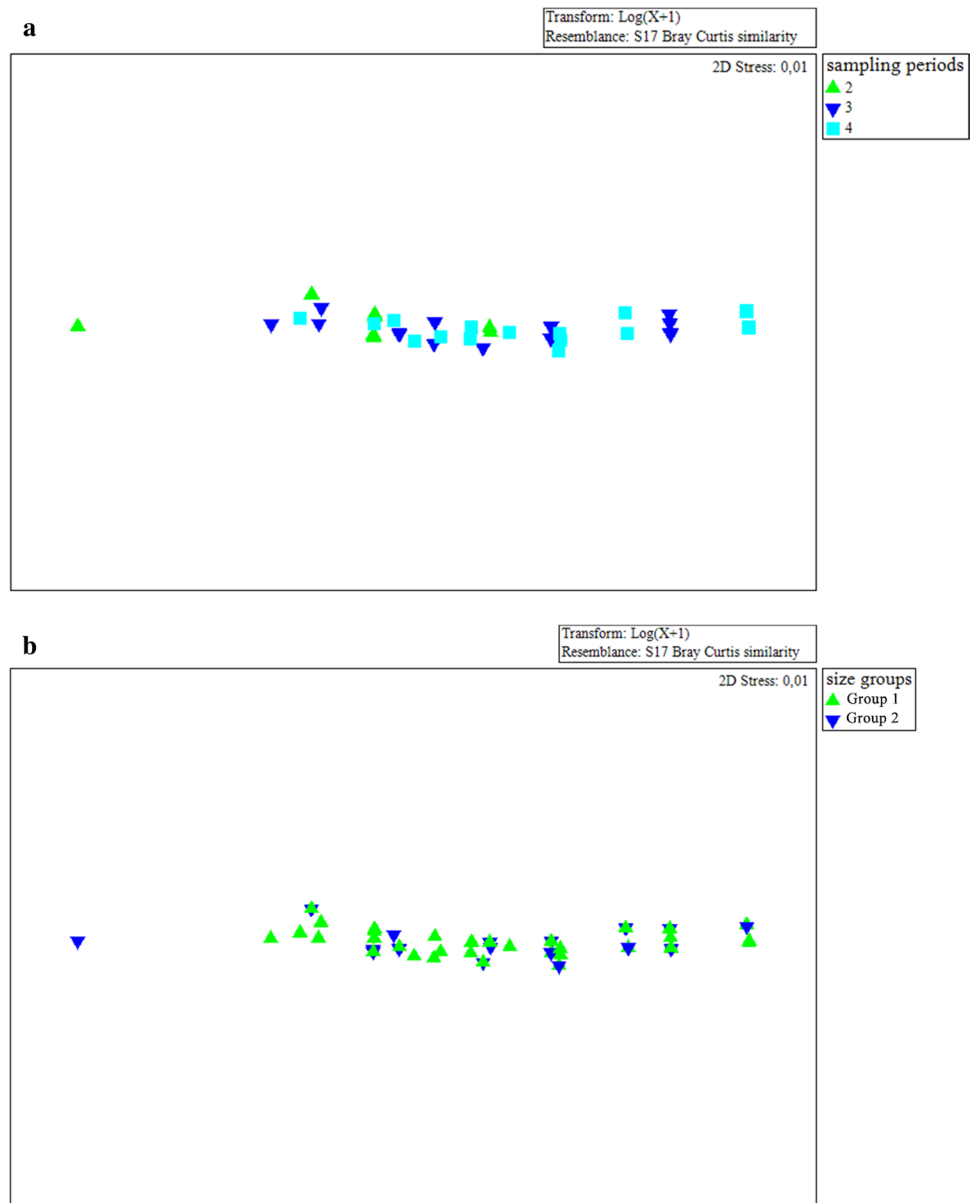 a
Transform: Log(X+1)
Resemblance: S17 Bray Curtis similarity
2D Stress: 0,01
sampling periods
2
3
4
b
Transform: Log(X+1)
Resemblance: S17 Bray Curtis similarity
2D Stress: 0,01
size groups
Group 1
Group 2